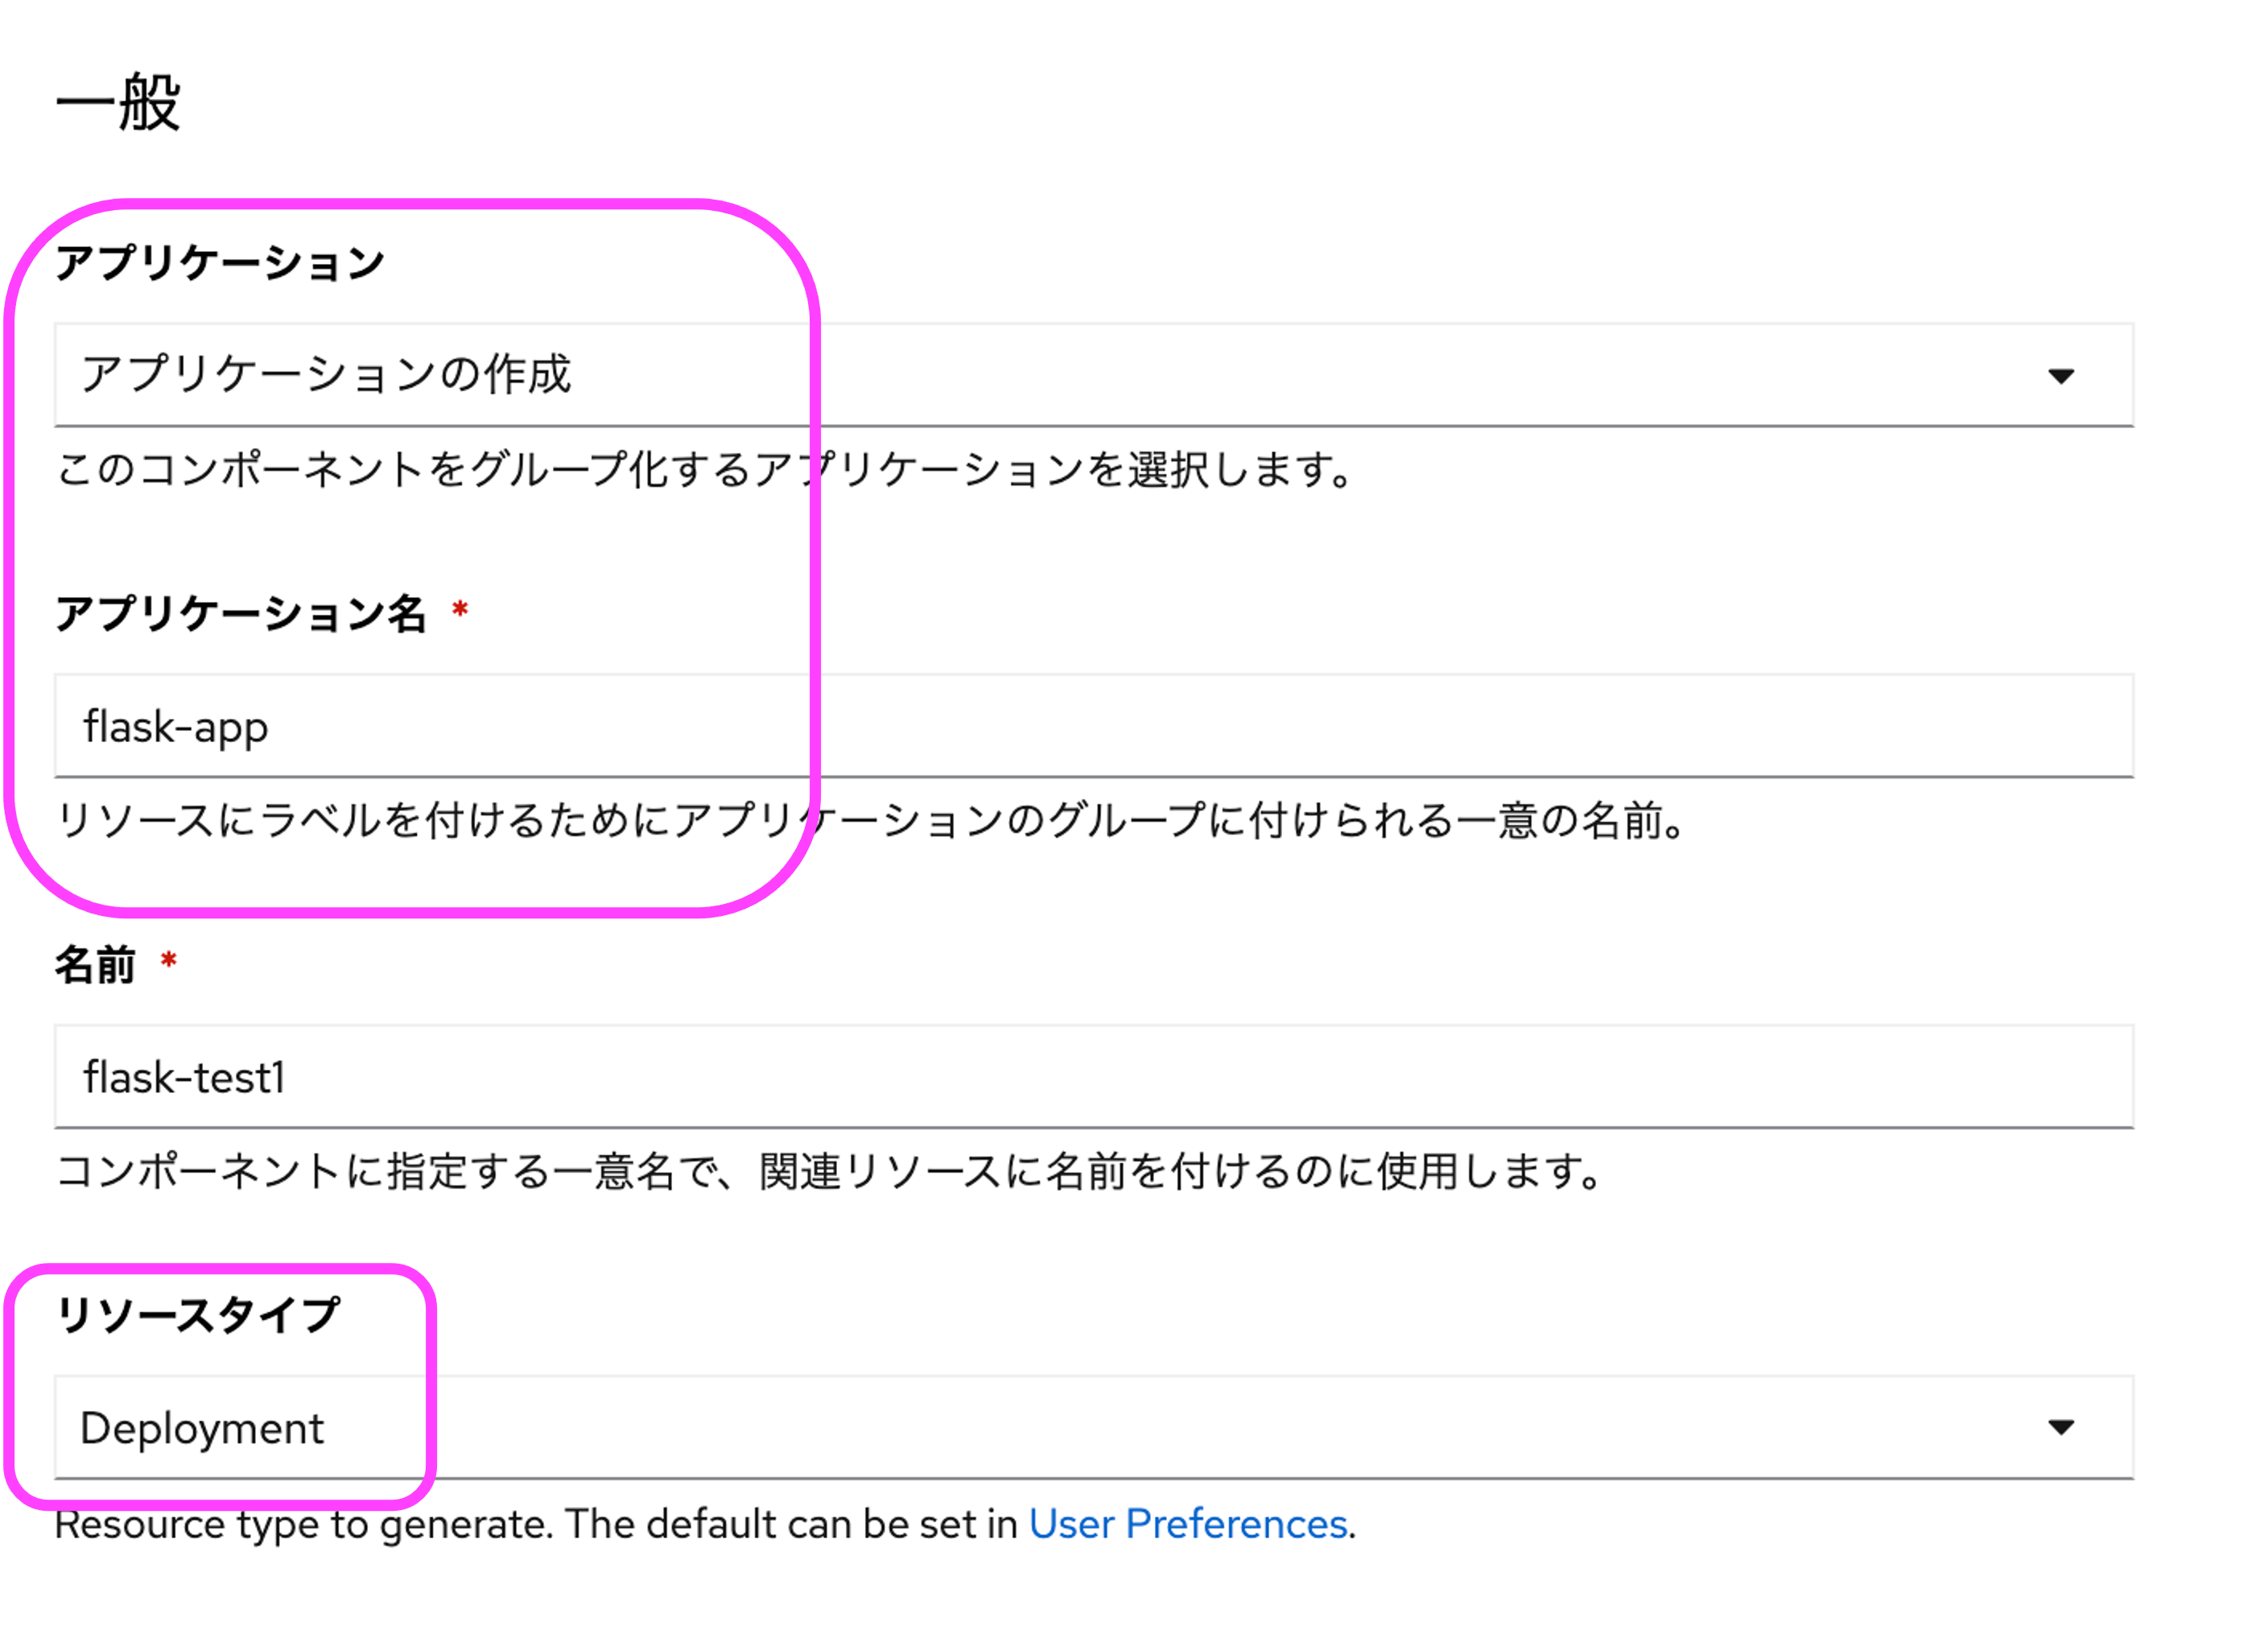 一般
アプリケーション
アプリケーションの作成
このコンポーネントをグループ化するアプリケーションを選択します。
アプリケーション名 *
flask-app
リソースにラベルを付けるためにアプリケーションのグループに付けられる一意の名前。
名前 *
flask-test1
コンポーネントに指定する一意名で、関連リソースに名前を付けるのに使用します。
リソースタイプ
Deployment
Resource type to generate. The default can be set in User Preferences.